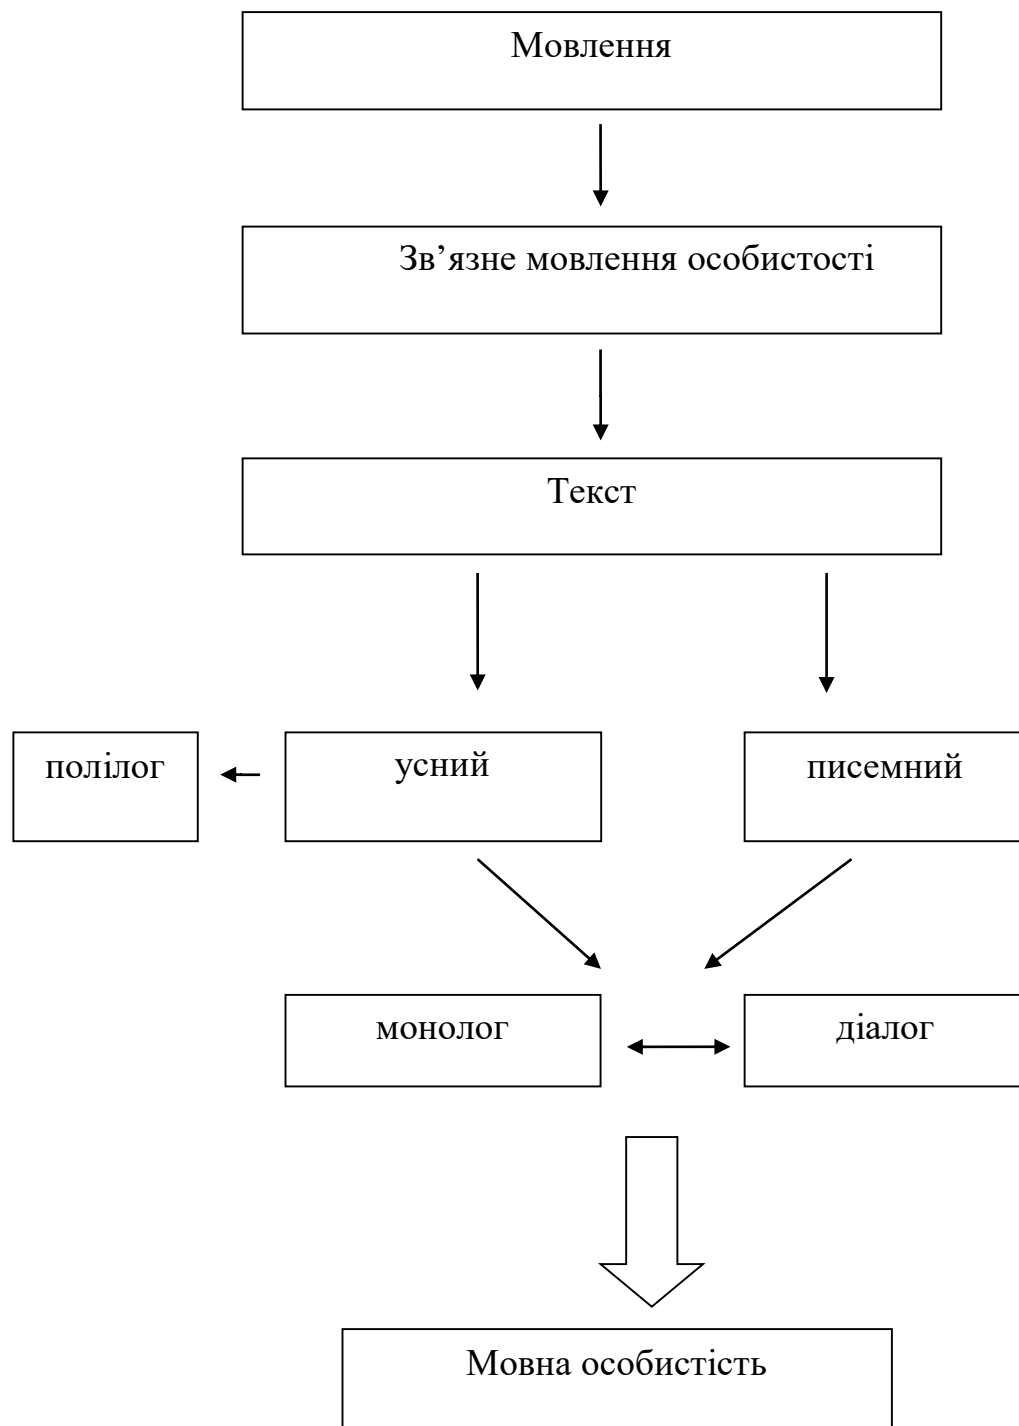 Мовлення
Зв’язне мовлення особистості
Текст
полілог
усний
писемний
монолог
діалог
Мовна особистість